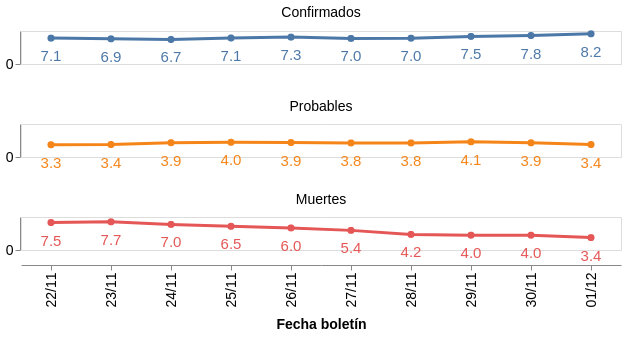 Confirmados
0
7.1 6.9 6.7 7.1 7.3 7.0 7.0 7.5 7.8 8.2
Probables
0
3.3 3.4 3.9 4.0 3.9 3.8 3.8 4.1 3.9 3.4
Muertes
0
7.5 7.7 7.0 6.5 6.0 5.4 4.2 4.0 4.0 3.4
22/11 23/11 24/11 25/11 26/11 27/11 28/11 29/11 30/11 01/12
Fecha boletín